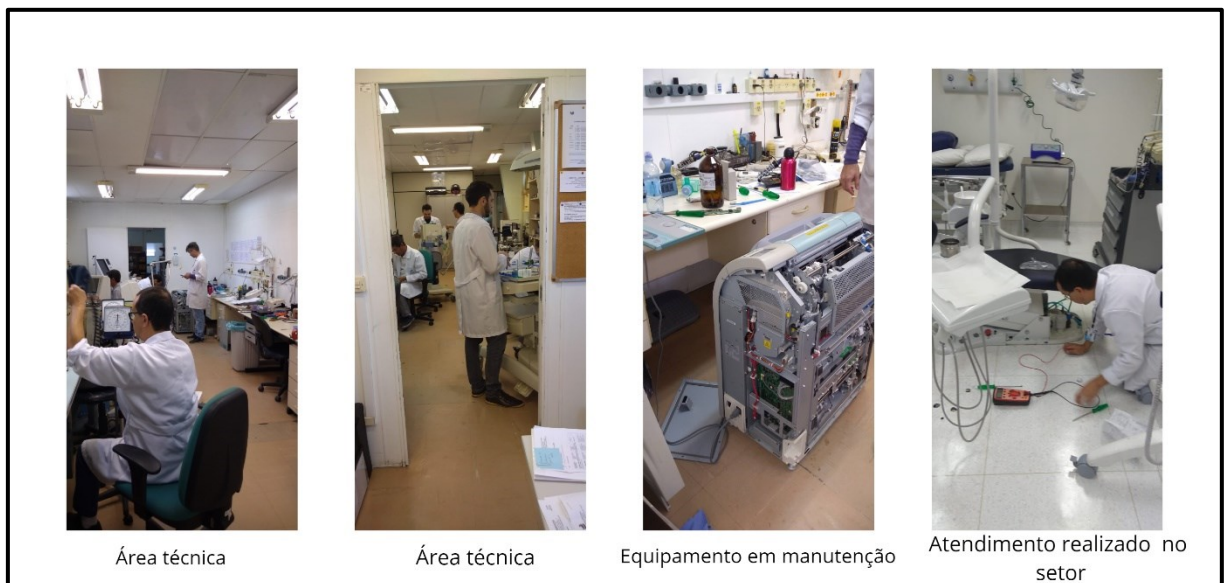 Área técnica
Área técnica
Equipamento em manutenção
Atendimento realizado no
setor